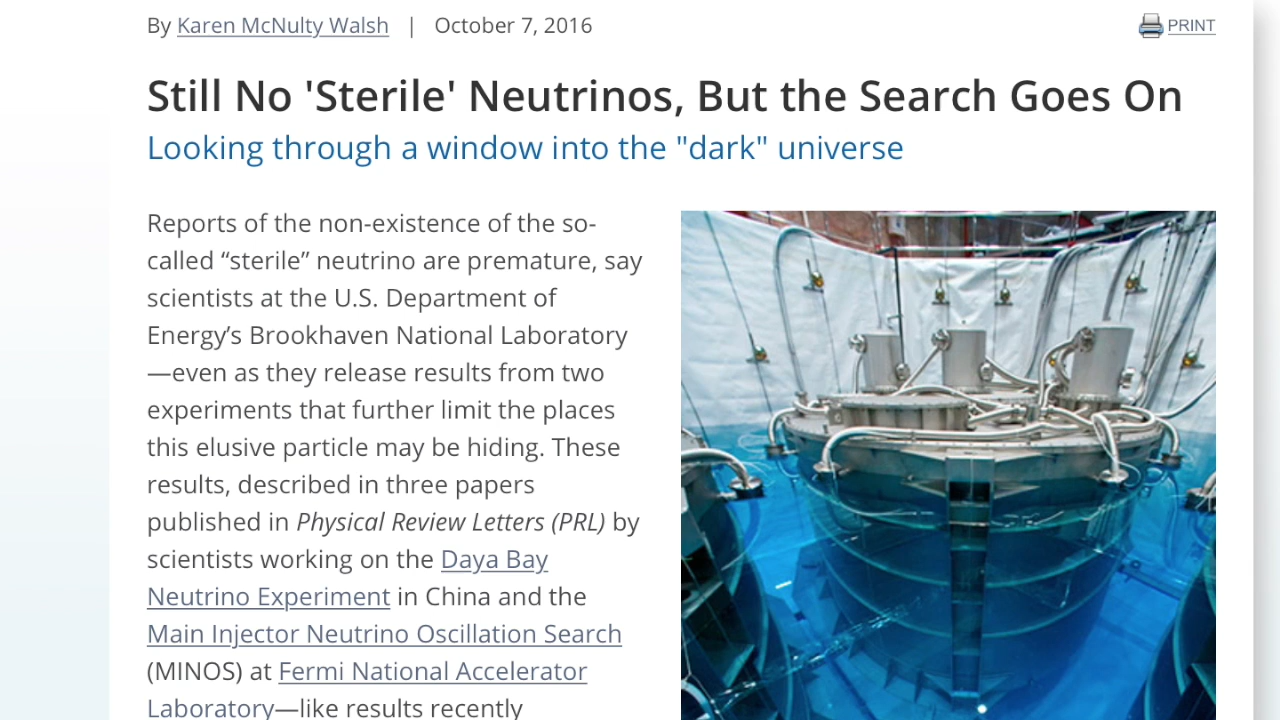 By Karen McNulty Walsh | October 7, 2016
PRINT
Still No 'Sterile' Neutrinos, But the Search Goes On
Looking through a window into the "dark" universe
Reports of the non-existence of the so-
called “sterile” neutrino are premature, say
scientists at the U.S. Department of
Energy’s Brookhaven National Laboratory
—even as they release results from two
experiments that further limit the places
this elusive particle may be hiding. These
results, described in three papers
published in Physical Review Letters (PRL) by
scientists working on the Daya Bay
Neutrino Experiment in China and the
Main Injector Neutrino Oscillation Search
(MINOS) at Fermi National Accelerator
Laboratory—like results recently